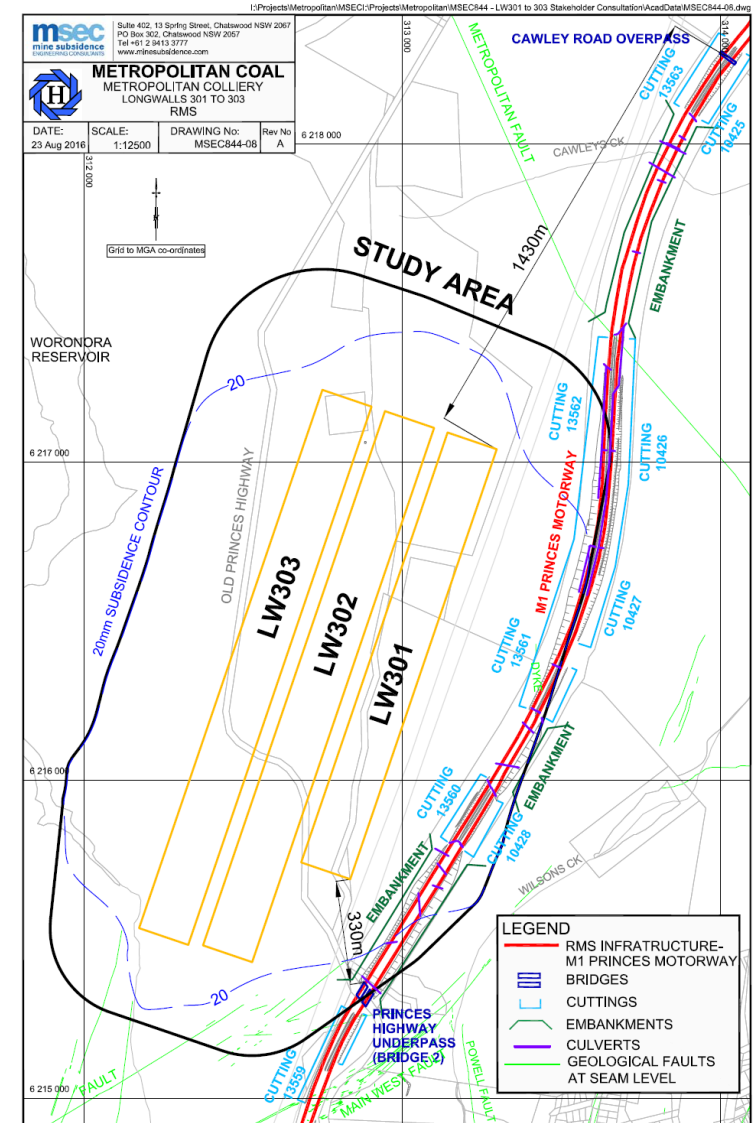 I:\Projects\Metropolitan\MSECI:\Projects\Metropolitan\MSEC844 - LW301 to 303 Stakeholder Consultation\AcadData\MSEC844-08.dwg
msec
mine subsidence
ENGINEERING CONSULTANTS
Suite 402, 13 Spring Street, Chatswood NSW 2067
PO Box 302, Chatswood NSW 2057
Tel +61 2 9413 3777
www.minesubsidence.com
METROPOLITAN COAL
METROPOLITAN COLLIERY
LONGWALLS 301 TO 303
RMS
H
DATE:
23 Aug 2016
SCALE:
1:12500
DRAWING No:
MSEC844-08
Rev No
A
312 000
313 000
314 000
6 218 000
6 217 000
6 216 000
6 215 000
Grid to MGA co-ordinates
CAWLEY ROAD OVERPASS
METROPOLITAN FAULT
CUTTING
13563
CUTTING
10425
CAWLEYS CK
1430m
EMBANKMENT
STUDY AREA
WORONORA
RESERVOIR
20
CUTTING
13562
CUTTING
10426
M1 PRINCES MOTORWAY
OLD PRINCES HIGHWAY
20mm SUBSIDENCE CONTOUR
LW303
LW302
LW301
CUTTING
10427
CUTTING
13561
DYKE
EMBANKMENT
CUTTING
13560
CUTTING
10428
EMBANKMENT
WILSONS CK
330m
20
PRINCES
HIGHWAY
UNDERPASS
(BRIDGE 2)
CUTTING
13559
FAULT
MAIN WEST FAULT
POWELL FAULT
LEGEND
RMS INFRATRUCTURE-
M1 PRINCES MOTORWAY
BRIDGES
CUTTINGS
EMBANKMENTS
CULVERTS
GEOLOGICAL FAULTS
AT SEAM LEVEL